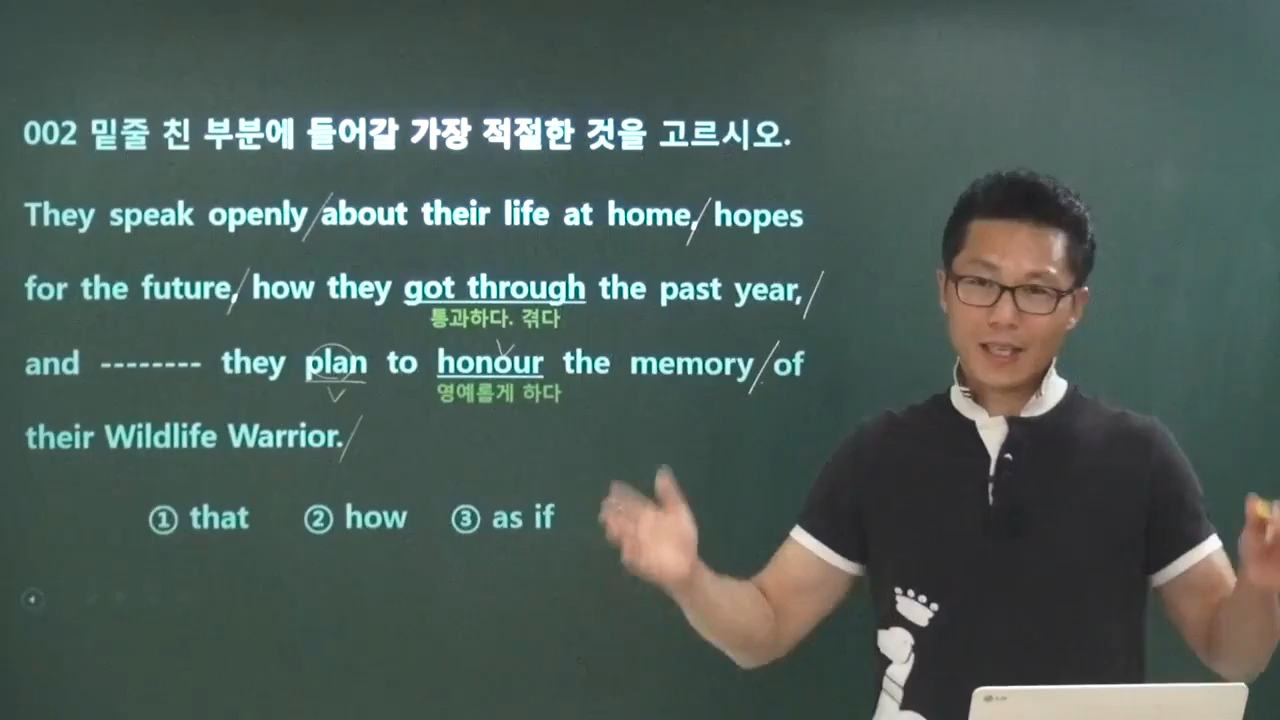 002 밑줄 친 부분에 들어갈 가장 적절한 것을 고르시오.
They speak openly about their life at home, hopes
for the future, how they got through the past year,
통과하다. 겪다
and -------- they plan to honour the memory of
영예롭게 하다
their Wildlife Warrior.
① that ② how ③ as if